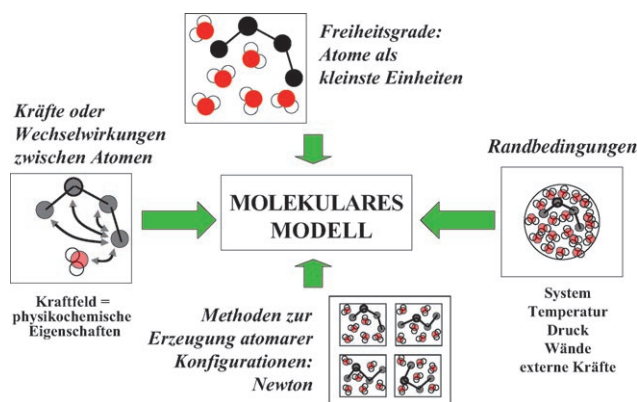 Freiheitsgrade:
Atome als
kleinste Einheiten
Kräfte oder
Wechselwirkungen
zwischen Atomen
Randbedingungen
MOLEKULARES
MODELL
Kraftfeld =
physikochemische
Eigenschaften
Methoden zur
Erzeugung atomarer
Konfigurationen:
Newton
System
Temperatur
Druck
Wände
externe Kräfte